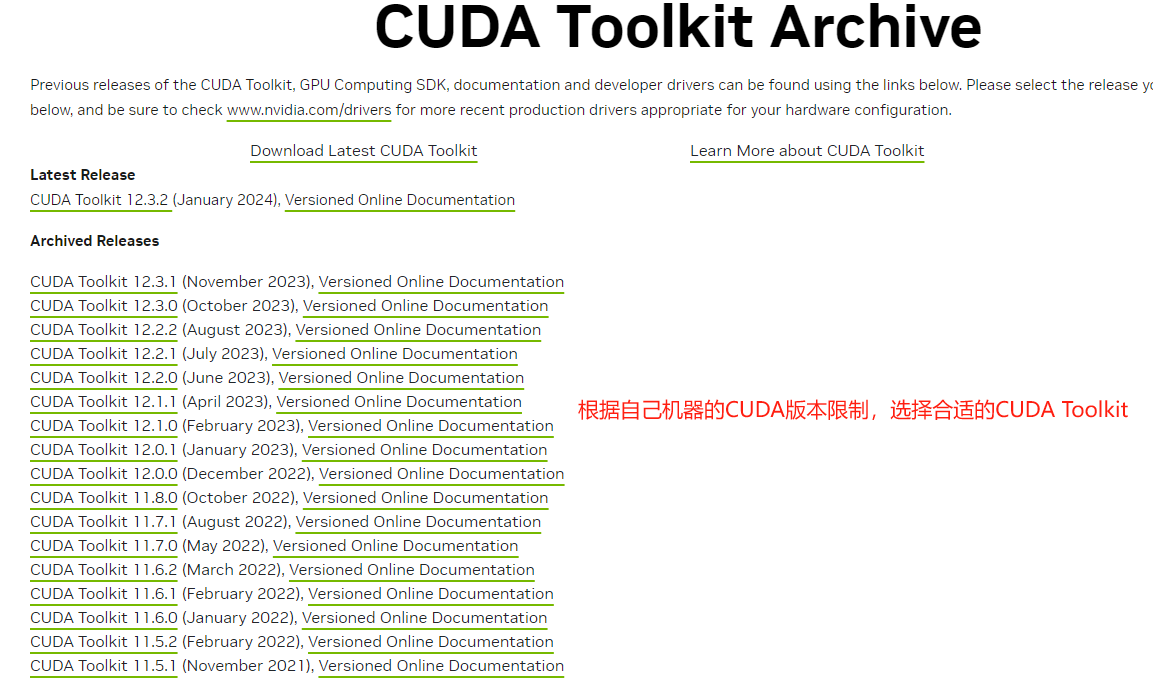 CUDA Toolkit Archive
Previous releases of the CUDA Toolkit, GPU Computing SDK, documentation and developer drivers can be found using the links below. Please select the release
below, and be sure to check www.nvidia.com/drivers for more recent production drivers appropriate for your hardware configuration.
Download Latest CUDA Toolkit
Learn More about CUDA Toolkit
Latest Release
CUDA Toolkit 12.3.2 (January 2024), Versioned Online Documentation
Archived Releases
CUDA Toolkit 12.3.1 (November 2023), Versioned Online Documentation
CUDA Toolkit 12.3.0 (October 2023), Versioned Online Documentation
CUDA Toolkit 12.2.2 (August 2023), Versioned Online Documentation
CUDA Toolkit 12.2.1 (July 2023), Versioned Online Documentation
CUDA Toolkit 12.2.0 (June 2023), Versioned Online Documentation
CUDA Toolkit 12.1.1 (April 2023), Versioned Online Documentation
根据自己机器的CUDA版本限制，选择合适的CUDA Toolkit
CUDA Toolkit 12.1.0 (February 2023), Versioned Online Documentation
CUDA Toolkit 12.0.1 (January 2023), Versioned Online Documentation
CUDA Toolkit 12.0.0 (December 2022), Versioned Online Documentation
CUDA Toolkit 11.8.0 (October 2022), Versioned Online Documentation
CUDA Toolkit 11.7.1 (August 2022), Versioned Online Documentation
CUDA Toolkit 11.7.0 (May 2022), Versioned Online Documentation
CUDA Toolkit 11.6.2 (March 2022), Versioned Online Documentation
CUDA Toolkit 11.6.1 (February 2022), Versioned Online Documentation
CUDA Toolkit 11.6.0 (January 2022), Versioned Online Documentation
CUDA Toolkit 11.5.2 (February 2022), Versioned Online Documentation
CUDA Toolkit 11.5.1 (November 2021), Versioned Online Documentation